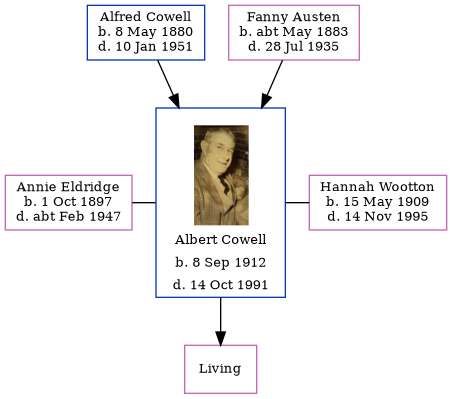 Alfred Cowell
b. 8 May 1880
d. 10 Jan 1951
Fanny Austen
b. abt May 1883
d. 28 Jul 1935
Annie Eldridge
b. 1 Oct 1897
d. abt Feb 1947
Albert Cowell
b. 8 Sep 1912
d. 14 Oct 1991
Hannah Wootton
b. 15 May 1909
d. 14 Nov 1995
Living